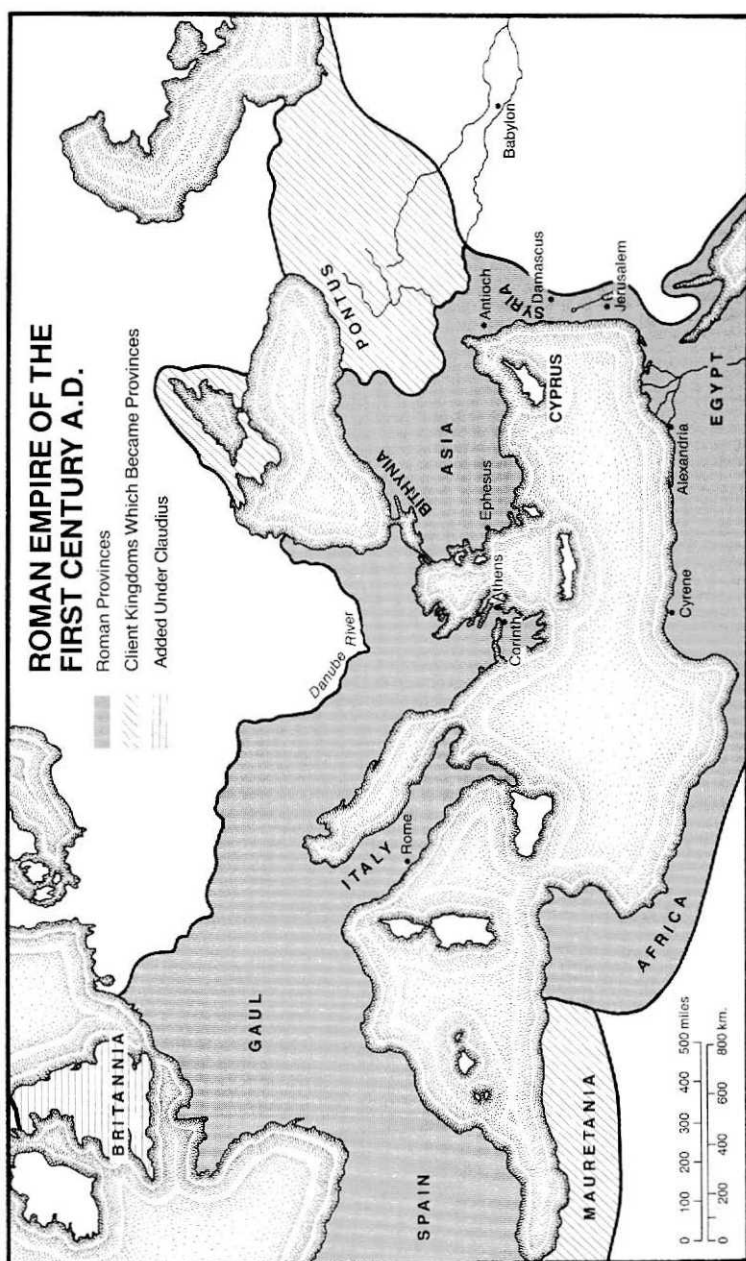 ROMAN EMPIRE OF THE
FIRST CENTURY A.D.
Roman Provinces
Client Kingdoms Which Became Provinces
Added Under Claudius
BRITANNIA
GAUL
SPAIN
MAURETANIA
AFRICA
ITALY
Rome
Danube River
Corinth
Athens
Ephesus
BITHYNIA
ASIA
PONTUS
CYPRUS
Antioch
SYRIA
Damascus
Jerusalem
Babylon
EGYPT
Alexandria
Cyrene
0 100 200 300 400 500 miles
0 200 400 600 800 km.